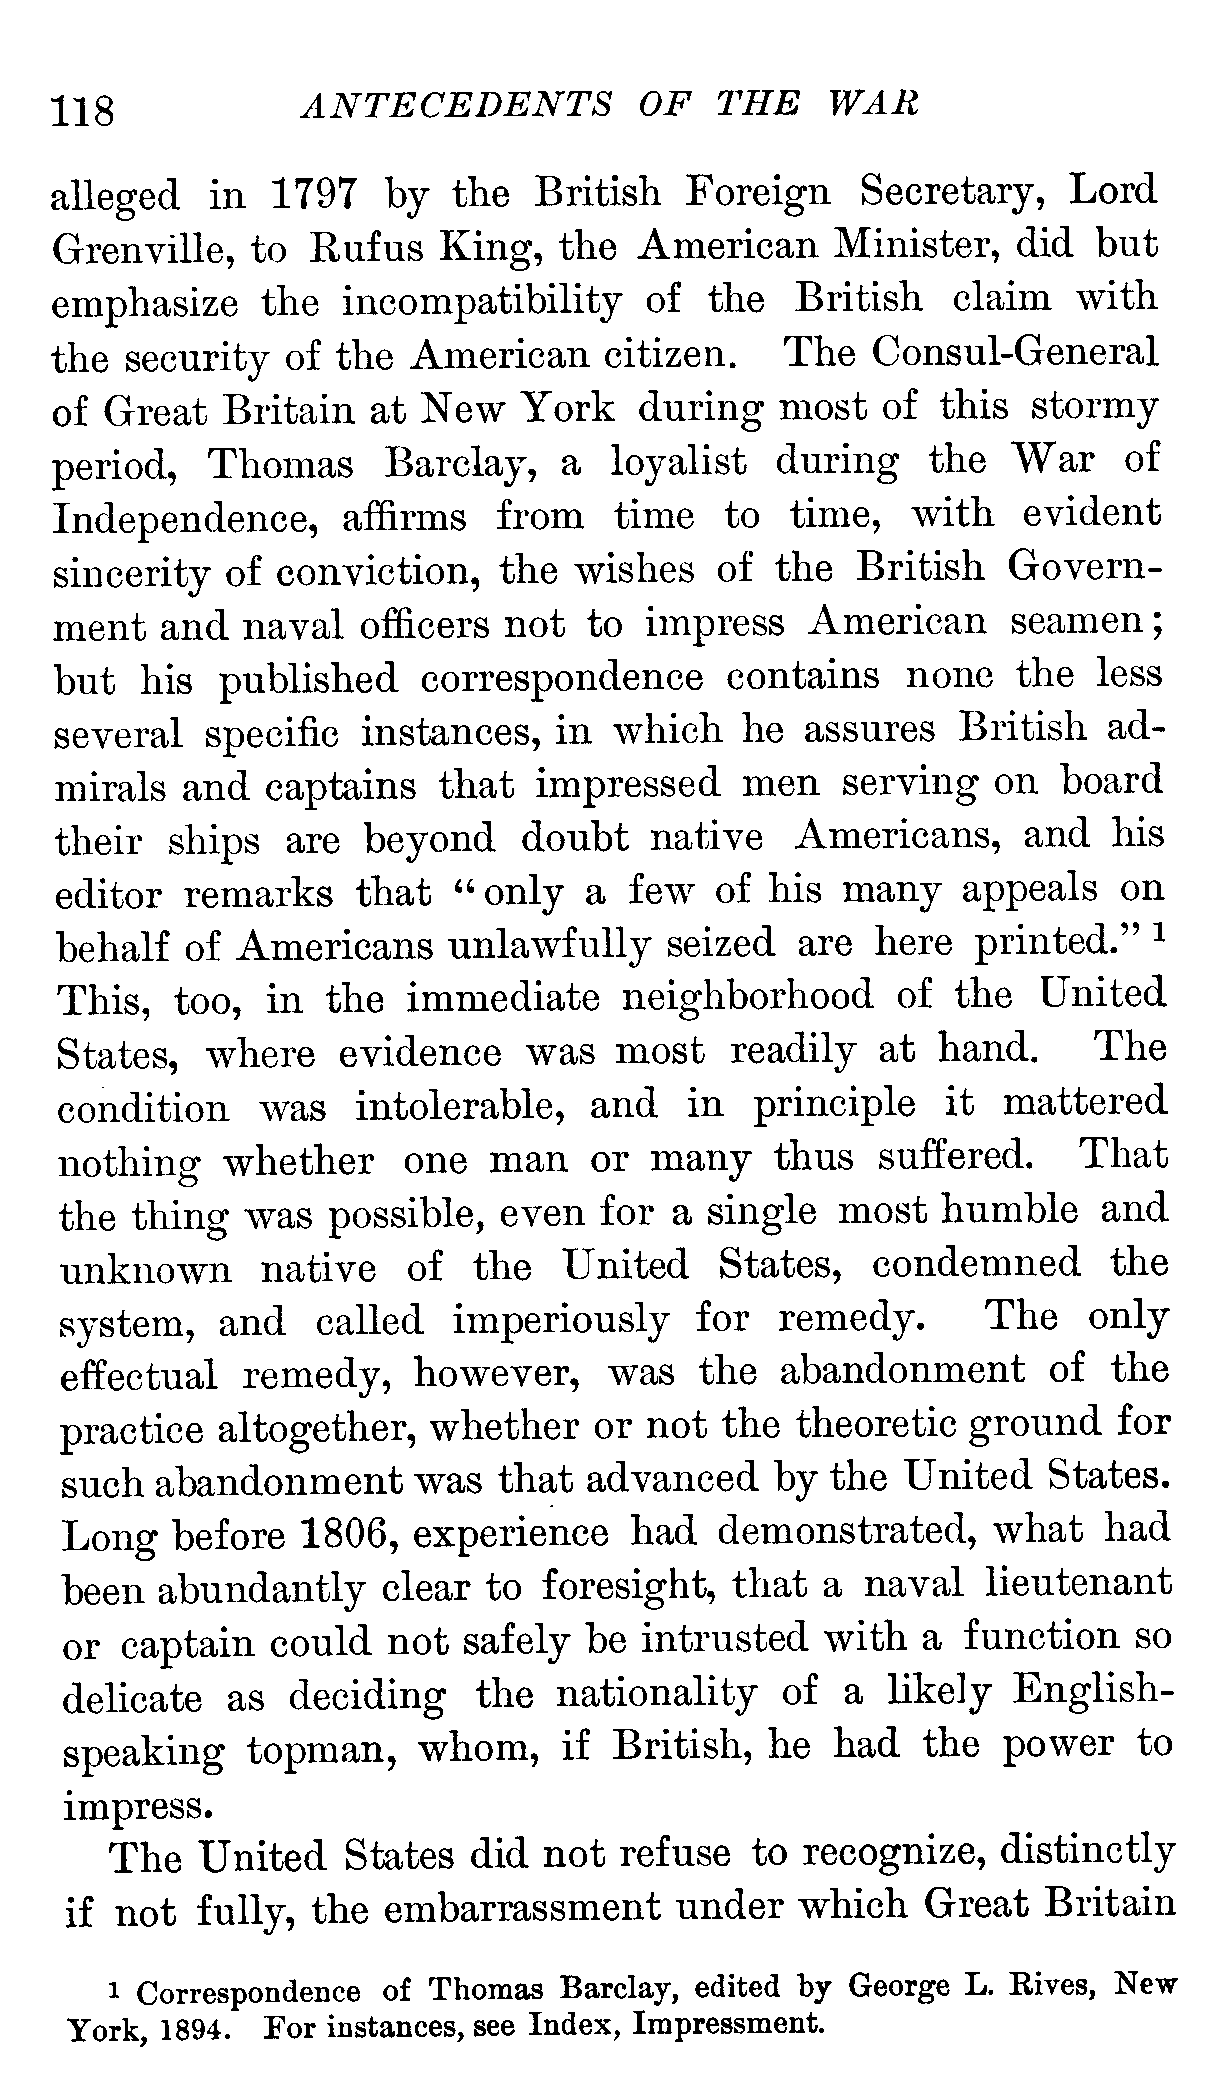 118 ANTECEDENTS OF THE WAR
alleged in 1797 by the British Foreign Secretary, Lord
Grenville, to Rufus King, the American Minister, did but
emphasize the incompatibility of the British claim with
the security of the American citizen. The Consul-General
of Great Britain at New York during most of this stormy
period, Thomas Barclay, a loyalist during the War of
Independence, affirms from time to time, with evident
sincerity of conviction, the wishes of the British Govern-
ment and naval officers not to impress American seamen;
but his published correspondence contains none the less
several specific instances, in which he assures British ad-
mirals and captains that impressed men serving on board
their ships are beyond doubt native Americans, and his
editor remarks that “only a few of his many appeals on
behalf of Americans unlawfully seized are here printed.” 1
This, too, in the immediate neighborhood of the United
States, where evidence was most readily at hand. The
condition was intolerable, and in principle it mattered
nothing whether one man or many thus suffered. That
the thing was possible, even for a single most humble and
unknown native of the United States, condemned the
system, and called imperiously for remedy. The only
effectual remedy, however, was the abandonment of the
practice altogether, whether or not the theoretic ground for
such abandonment was that advanced by the United States.
Long before 1806, experience had demonstrated, what had
been abundantly clear to foresight, that a naval lieutenant
or captain could not safely be intrusted with a function so
delicate as deciding the nationality of a likely English-
speaking topman, whom, if British, he had the power to
impress.
The United States did not refuse to recognize, distinctly
if not fully, the embarrassment under which Great Britain
1 Correspondence of Thomas Barclay, edited by George L. Rives, New
York, 1894. For instances, see Index, Impressment.